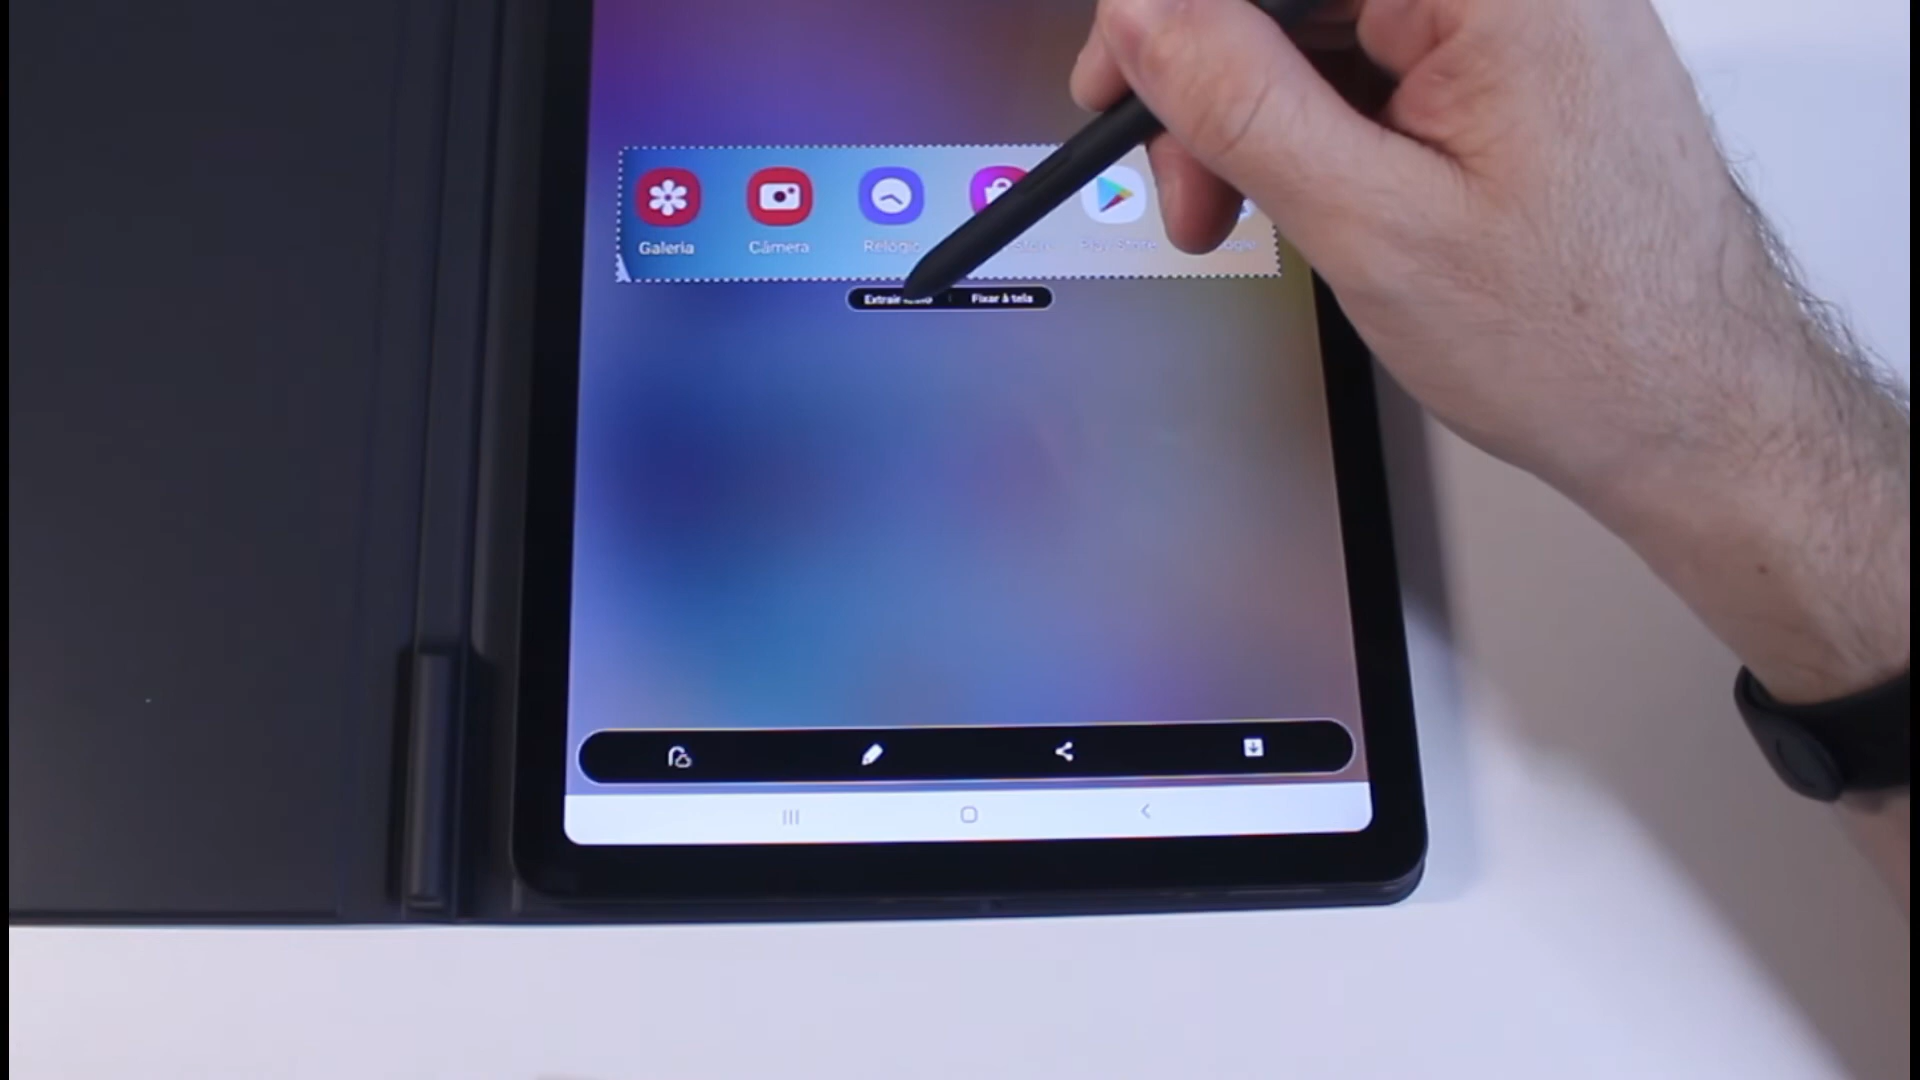 Galeria
Câmera
Relógio
Play Store
Extrair
Fixar à tela